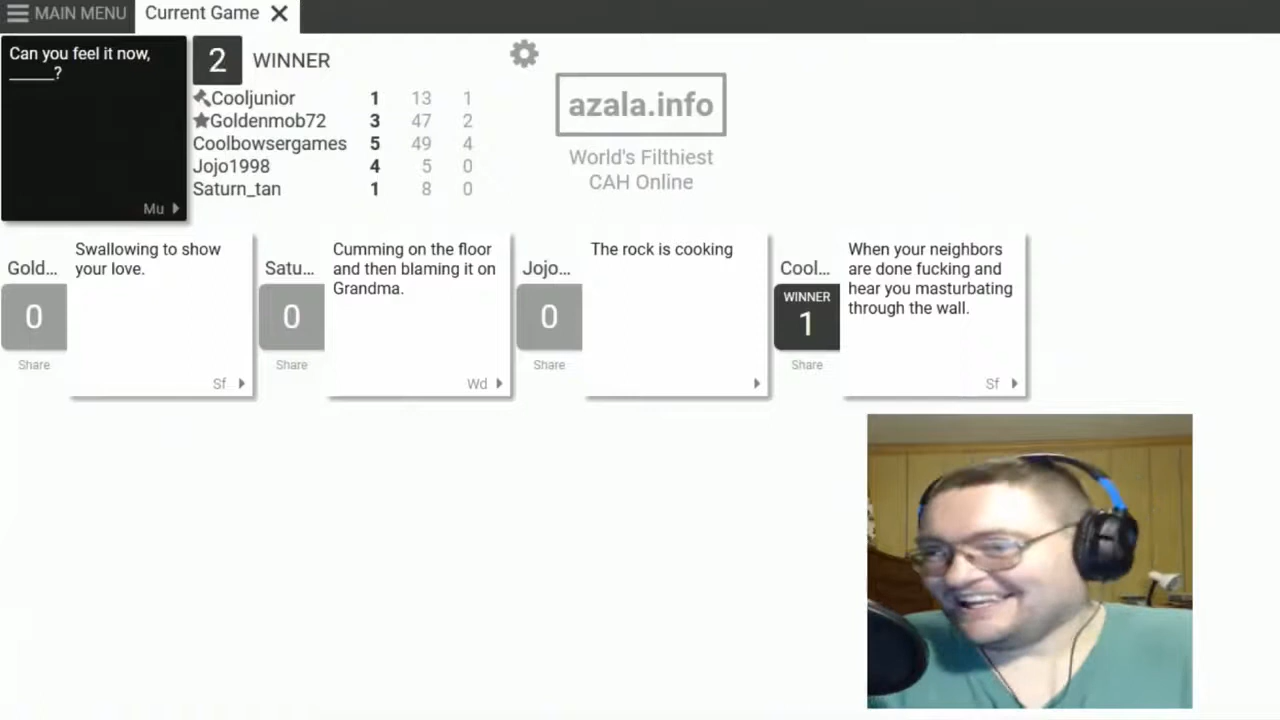 MAIN MENU
Current Game
Can you feel it now,
_____?
Mu
2
WINNER
Cooljunior 1 13 1
Goldenmob72 3 47 2
Coolbowsergames 5 49 4
Jojo1998 4 5 0
Saturn_tan 1 8 0
azala.info
World's Filthiest
CAH Online
Gold...
0
Share
Swallowing to show
your love.
Sf
Satu...
0
Share
Cumming on the floor
and then blaming it on
Grandma.
Wd
Jojo...
0
Share
The rock is cooking
Cool...
WINNER
1
Share
When your neighbors
are done fucking and
hear you masturbating
through the wall.
Sf